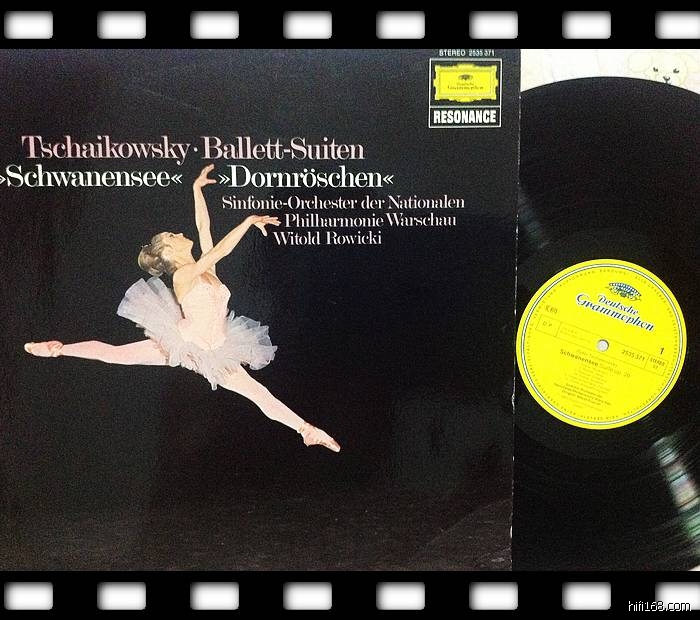 STEREO 2535 371
Deutsche
Grammophon
RESONANCE
Tschaikowsky · Ballett-Suiten
»Schwanensee« »Dornröschen«
Sinfonie-Orchester der Nationalen
Philharmonie Warschau
Witold Rowicki
Deutsche
Grammophon
2535 371
1
STEREO
Schwanensee
hifi168.com